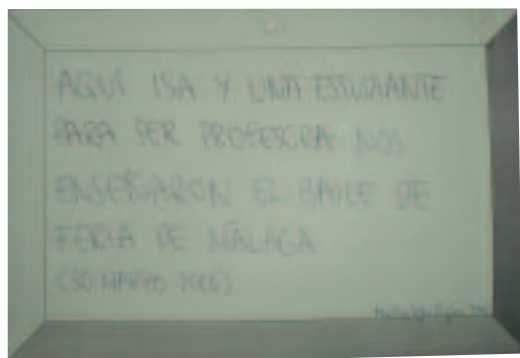 AQUÍ ISA Y UNA ESTUDIANTE
PARA SER PROFESORA NOS
ENSEÑARON EL BAILE DE
FERIA DE MÁLAGA
(30 MARZO 2006)